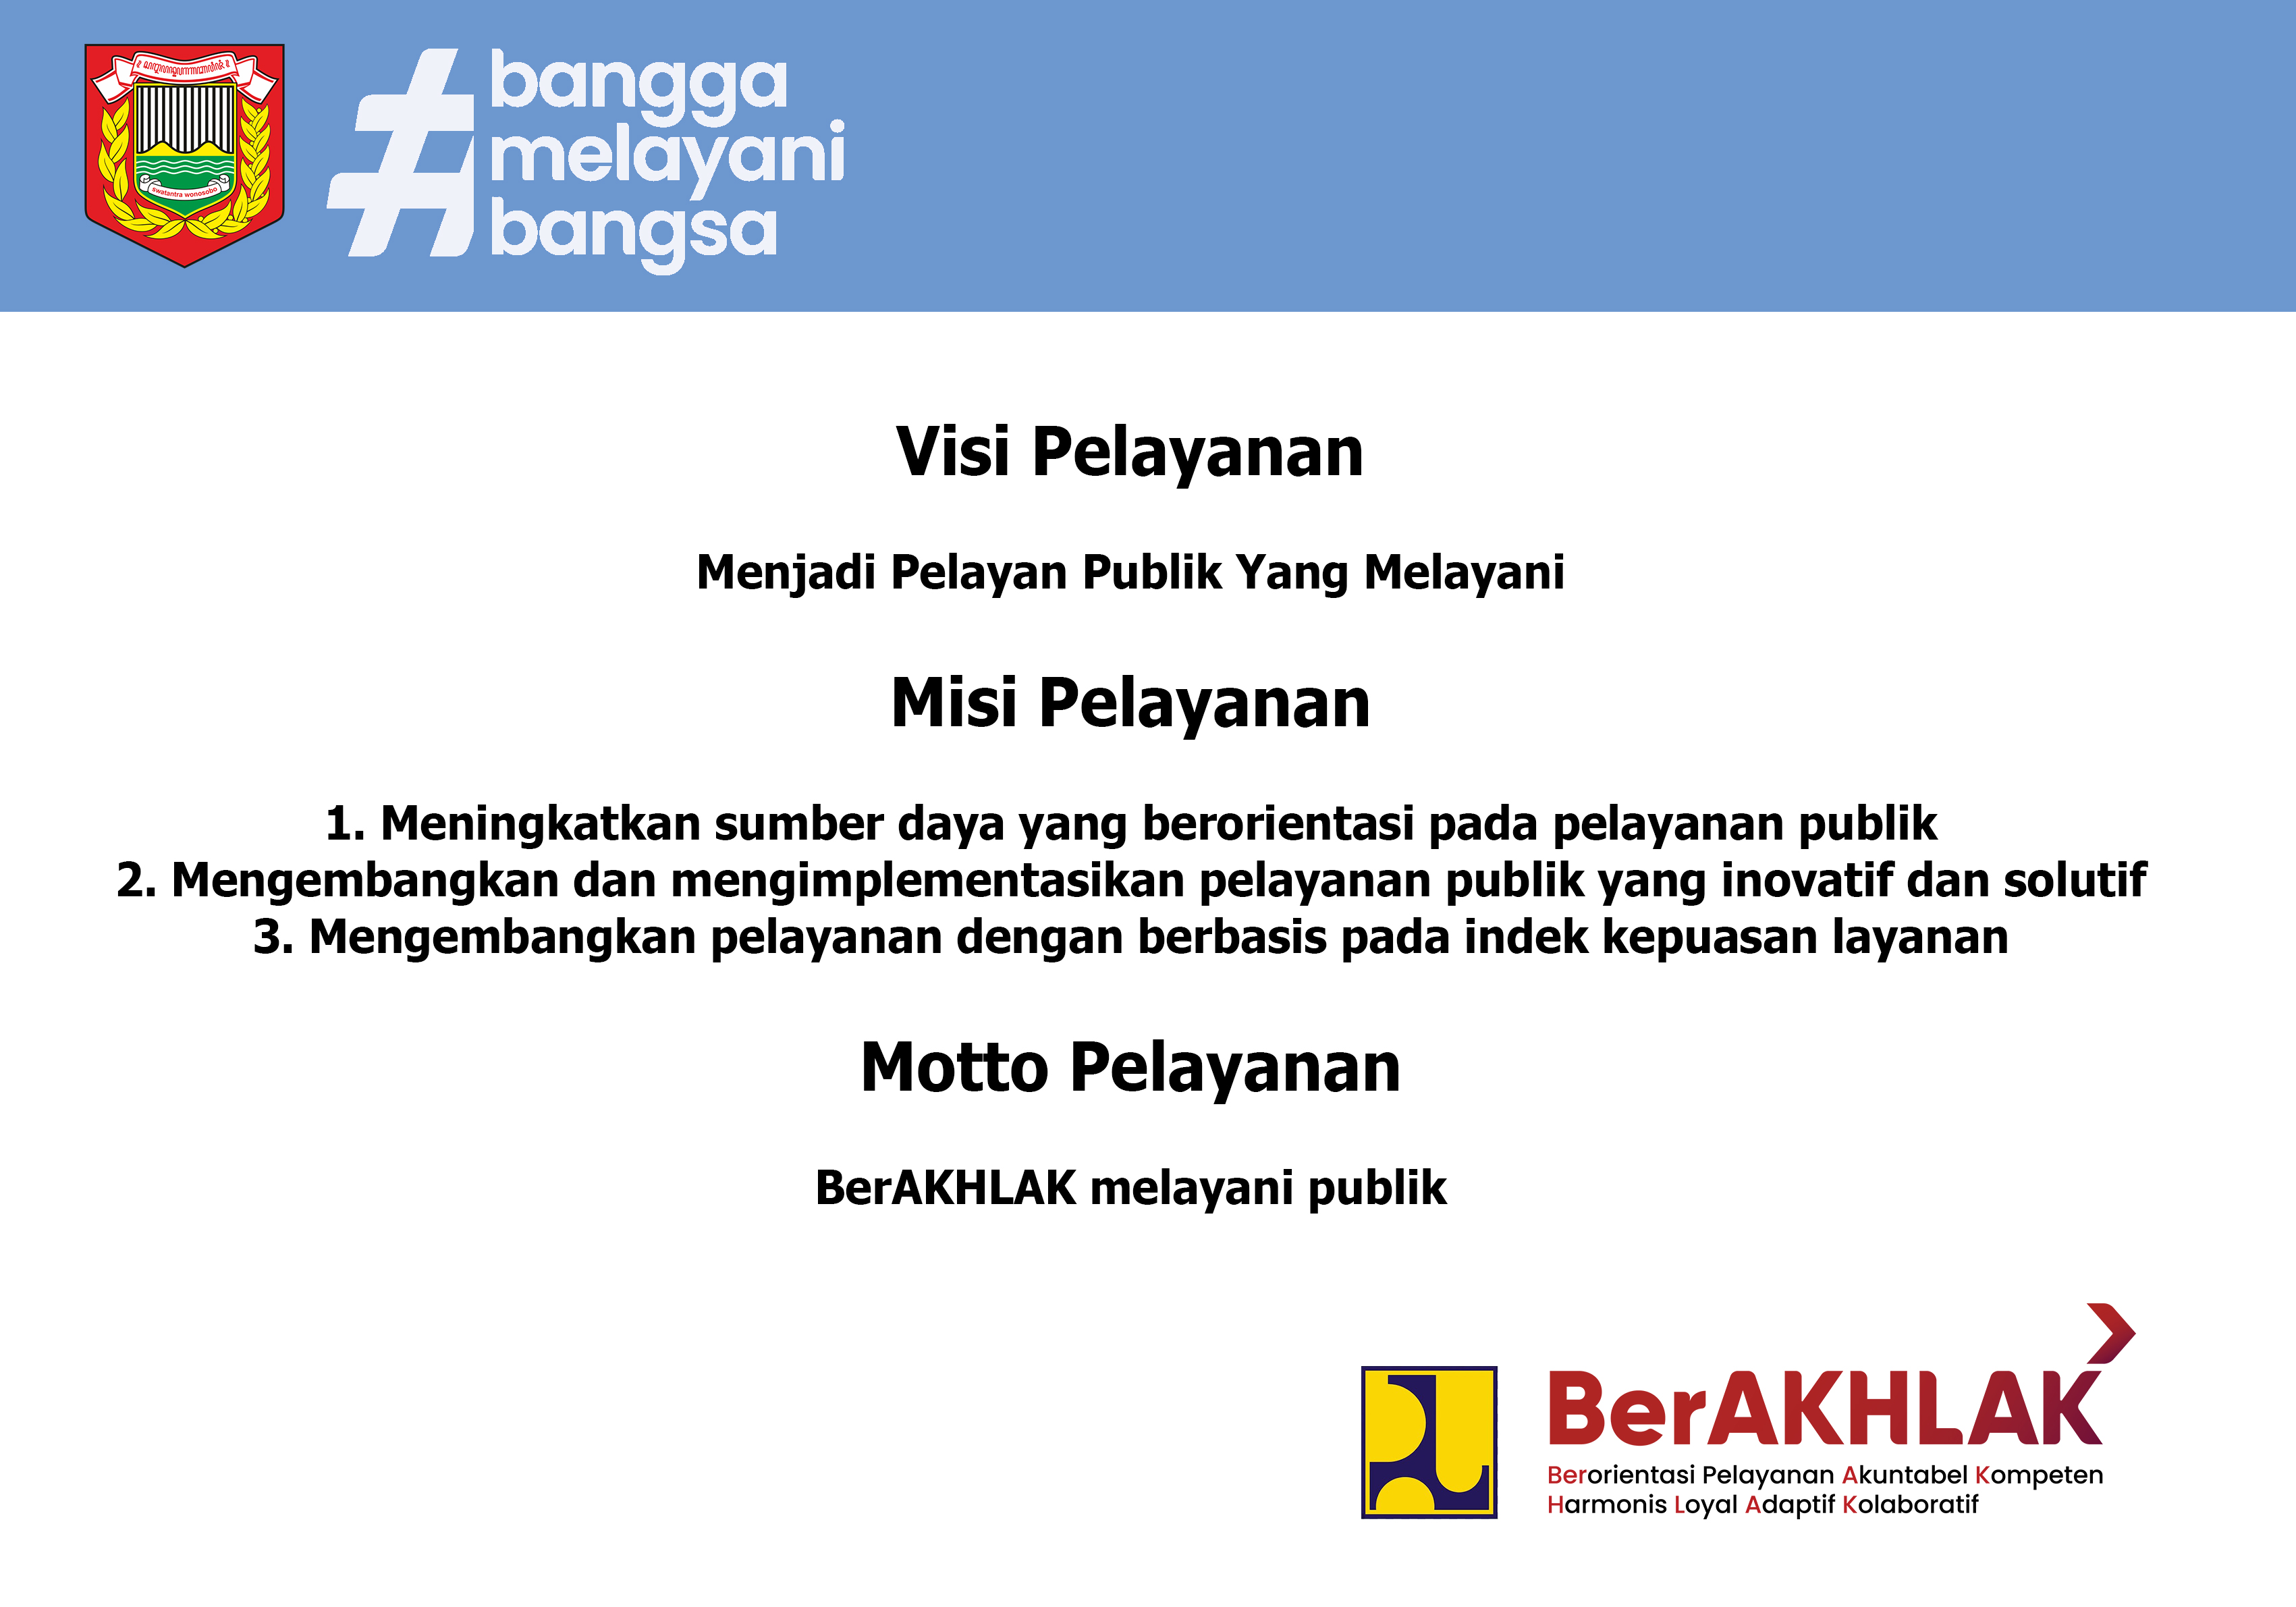 swatantra wonosobo
#bangga
melayani
bangsa
Visi Pelayanan
Menjadi Pelayan Publik Yang Melayani
Misi Pelayanan
1. Meningkatkan sumber daya yang berorientasi pada pelayanan publik
2. Mengembangkan dan mengimplementasikan pelayanan publik yang inovatif dan solutif
3. Mengembangkan pelayanan dengan berbasis pada indek kepuasan layanan
Motto Pelayanan
BerAKHLAK melayani publik
BerAKHLAK
Berorientasi Pelayanan Akuntabel Kompeten
Harmonis Loyal Adaptif Kolaboratif